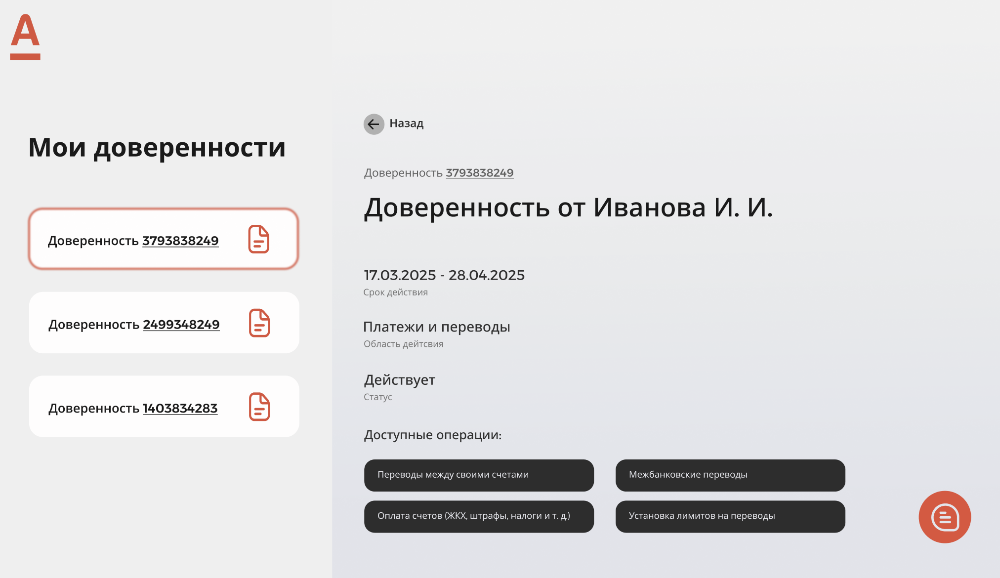 А
Мои доверенности
Доверенность 3793838249
Доверенность 2499348249
Доверенность 1403834283
Назад
Доверенность 3793838249
Доверенность от Иванова И. И.
17.03.2025 - 28.04.2025
Срок действия
Платежи и переводы
Область дейтсвия
Действует
Статус
Доступные операции:
Переводы между своими счетами
Межбанковские переводы
Оплата счетов (ЖКХ, штрафы, налоги и т. д.)
Установка лимитов на переводы